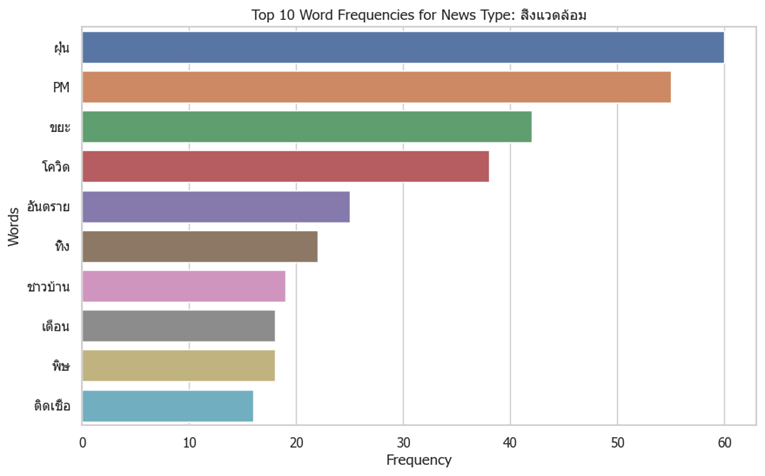 Top 10 Word Frequencies for News Type: สิ่งแวดล้อม
ฝุ่น
PM
ขยะ
โควิด
อันตราย
ทิ้ง
ชาวบ้าน
เตือน
พิษ
ติดเชื้อ
Words
0 10 20 30 40 50 60
Frequency